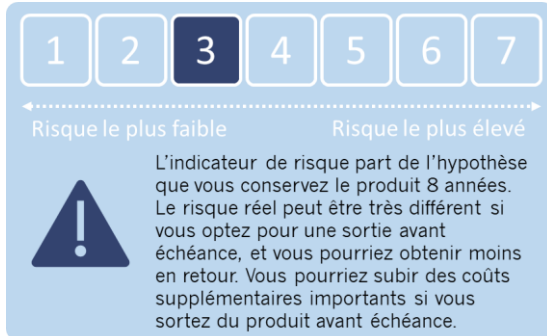 1 2 3 4 5 6 7
Risque le plus faible Risque le plus élevé
L'indicateur de risque part de l'hypothèse
que vous conservez le produit 8 années.
Le risque réel peut être très différent si
vous optez pour une sortie avant
échéance, et vous pourriez obtenir moins
en retour. Vous pourriez subir des coûts
supplémentaires importants si vous
sortez du produit avant échéance.